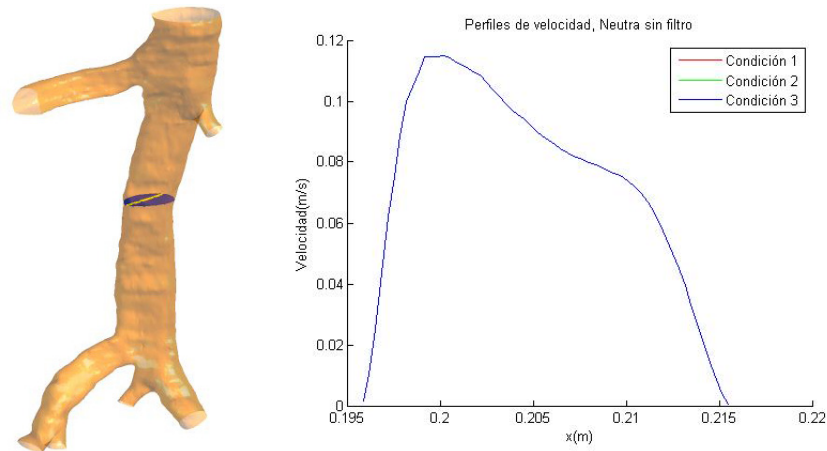 Perfiles de velocidad, Neutra sin filtro
Condición 1
Condición 2
Condición 3
Velocidad(m/s)
0.12
0.1
0.08
0.06
0.04
0.02
0
0.195
0.2
0.205
0.21
0.215
0.22
x(m)